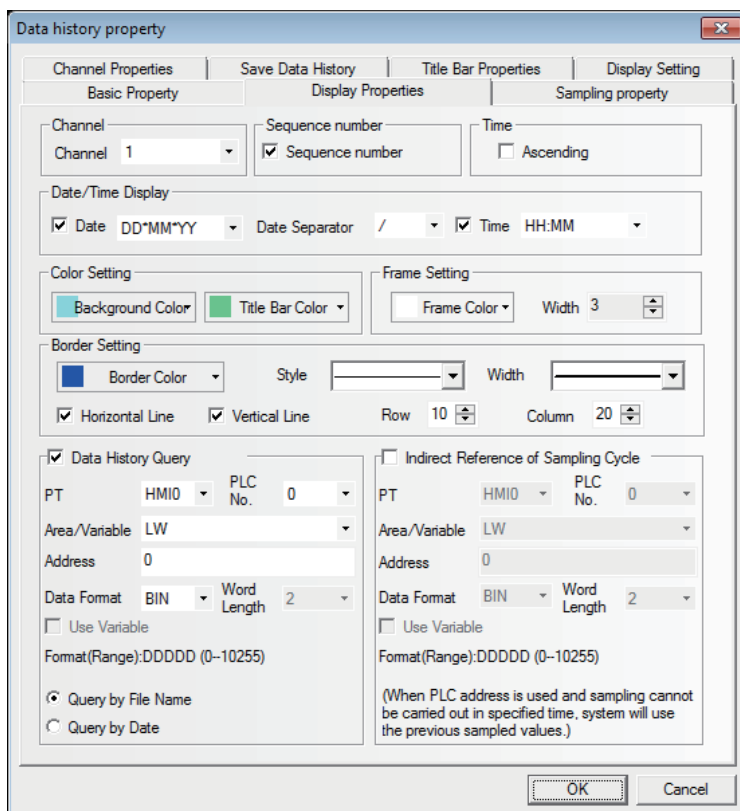 Data history property
Channel Properties Save Data History Title Bar Properties Display Setting
Basic Property Display Properties Sampling property
Channel Sequence number Time
Channel 1 Sequence number Ascending
Date/Time Display
Date DD*MM*YY Date Separator / Time HH:MM
Color Setting Frame Setting
Background Color Title Bar Color Frame Color Width 3
Border Setting
Border Color Style Width
Horizontal Line Vertical Line Row 10 Column 20
Data History Query
PT HMI0 PLC No. 0
Area/Variable LW
Address 0
Data Format BIN Word Length 2
Use Variable
Format(Range):DDDDD (0--10255)
Query by File Name
Query by Date
Indirect Reference of Sampling Cycle
PT HMI0 PLC No. 0
Area/Variable LW
Address 0
Data Format BIN Word Length 2
Use Variable
Format(Range):DDDDD (0--10255)
(When PLC address is used and sampling cannot
be carried out in specified time, system will use
the previous sampled values.)
OK Cancel